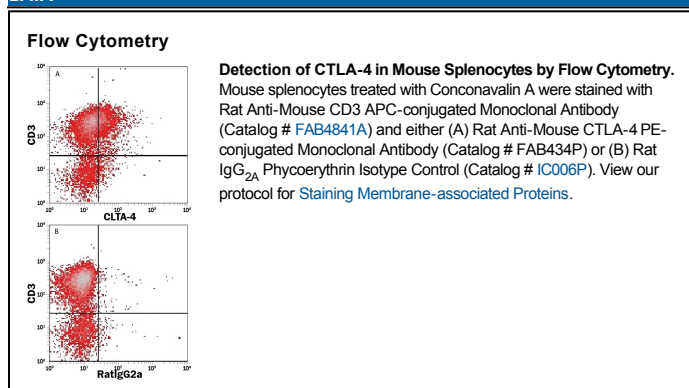 Flow Cytometry
Detection of CTLA-4 in Mouse Splenocytes by Flow Cytometry.
Mouse splenocytes treated with Conconavalin A were stained with
Rat Anti-Mouse CD3 APC-conjugated Monoclonal Antibody
(Catalog # FAB4841A) and either (A) Rat Anti-Mouse CTLA-4 PE-
conjugated Monoclonal Antibody (Catalog # FAB434P) or (B) Rat
IgG2A Phycoerythrin Isotype Control (Catalog # IC006P). View our
protocol for Staining Membrane-associated Proteins.
A
CD3
CLTA-4
B
CD3
RatIgG2a